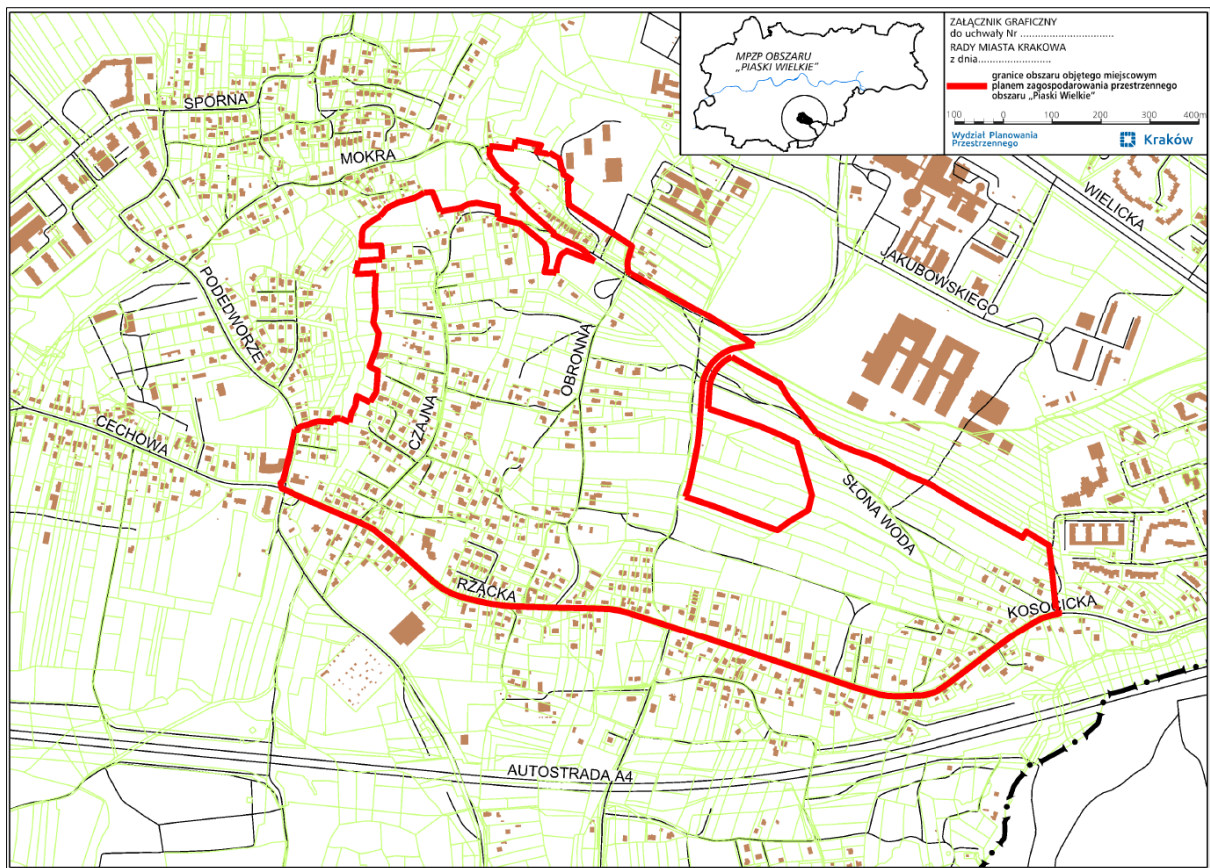 MPZP OBSZARU
„PIASKI WIELKIE"
ZAŁĄCZNIK GRAFICZNY
do uchwały Nr ..................................
RADY MIASTA KRAKOWA
z dnia..........................
granice obszaru objętego miejscowym
planem zagospodarowania przestrzennego
obszaru „Piaski Wielkie"
100 0 100 200 300 400m
Wydział Planowania
Przestrzennego
Kraków
SPORNA
MOKRA
WIELICKA
JAKUBOWSKIEGO
PODEDWORZE
OBRONNA
CZAJNA
CECHOWA
SŁONA WODA
RŻĄCKA
KOSOCICKA
AUTOSTRADA A4